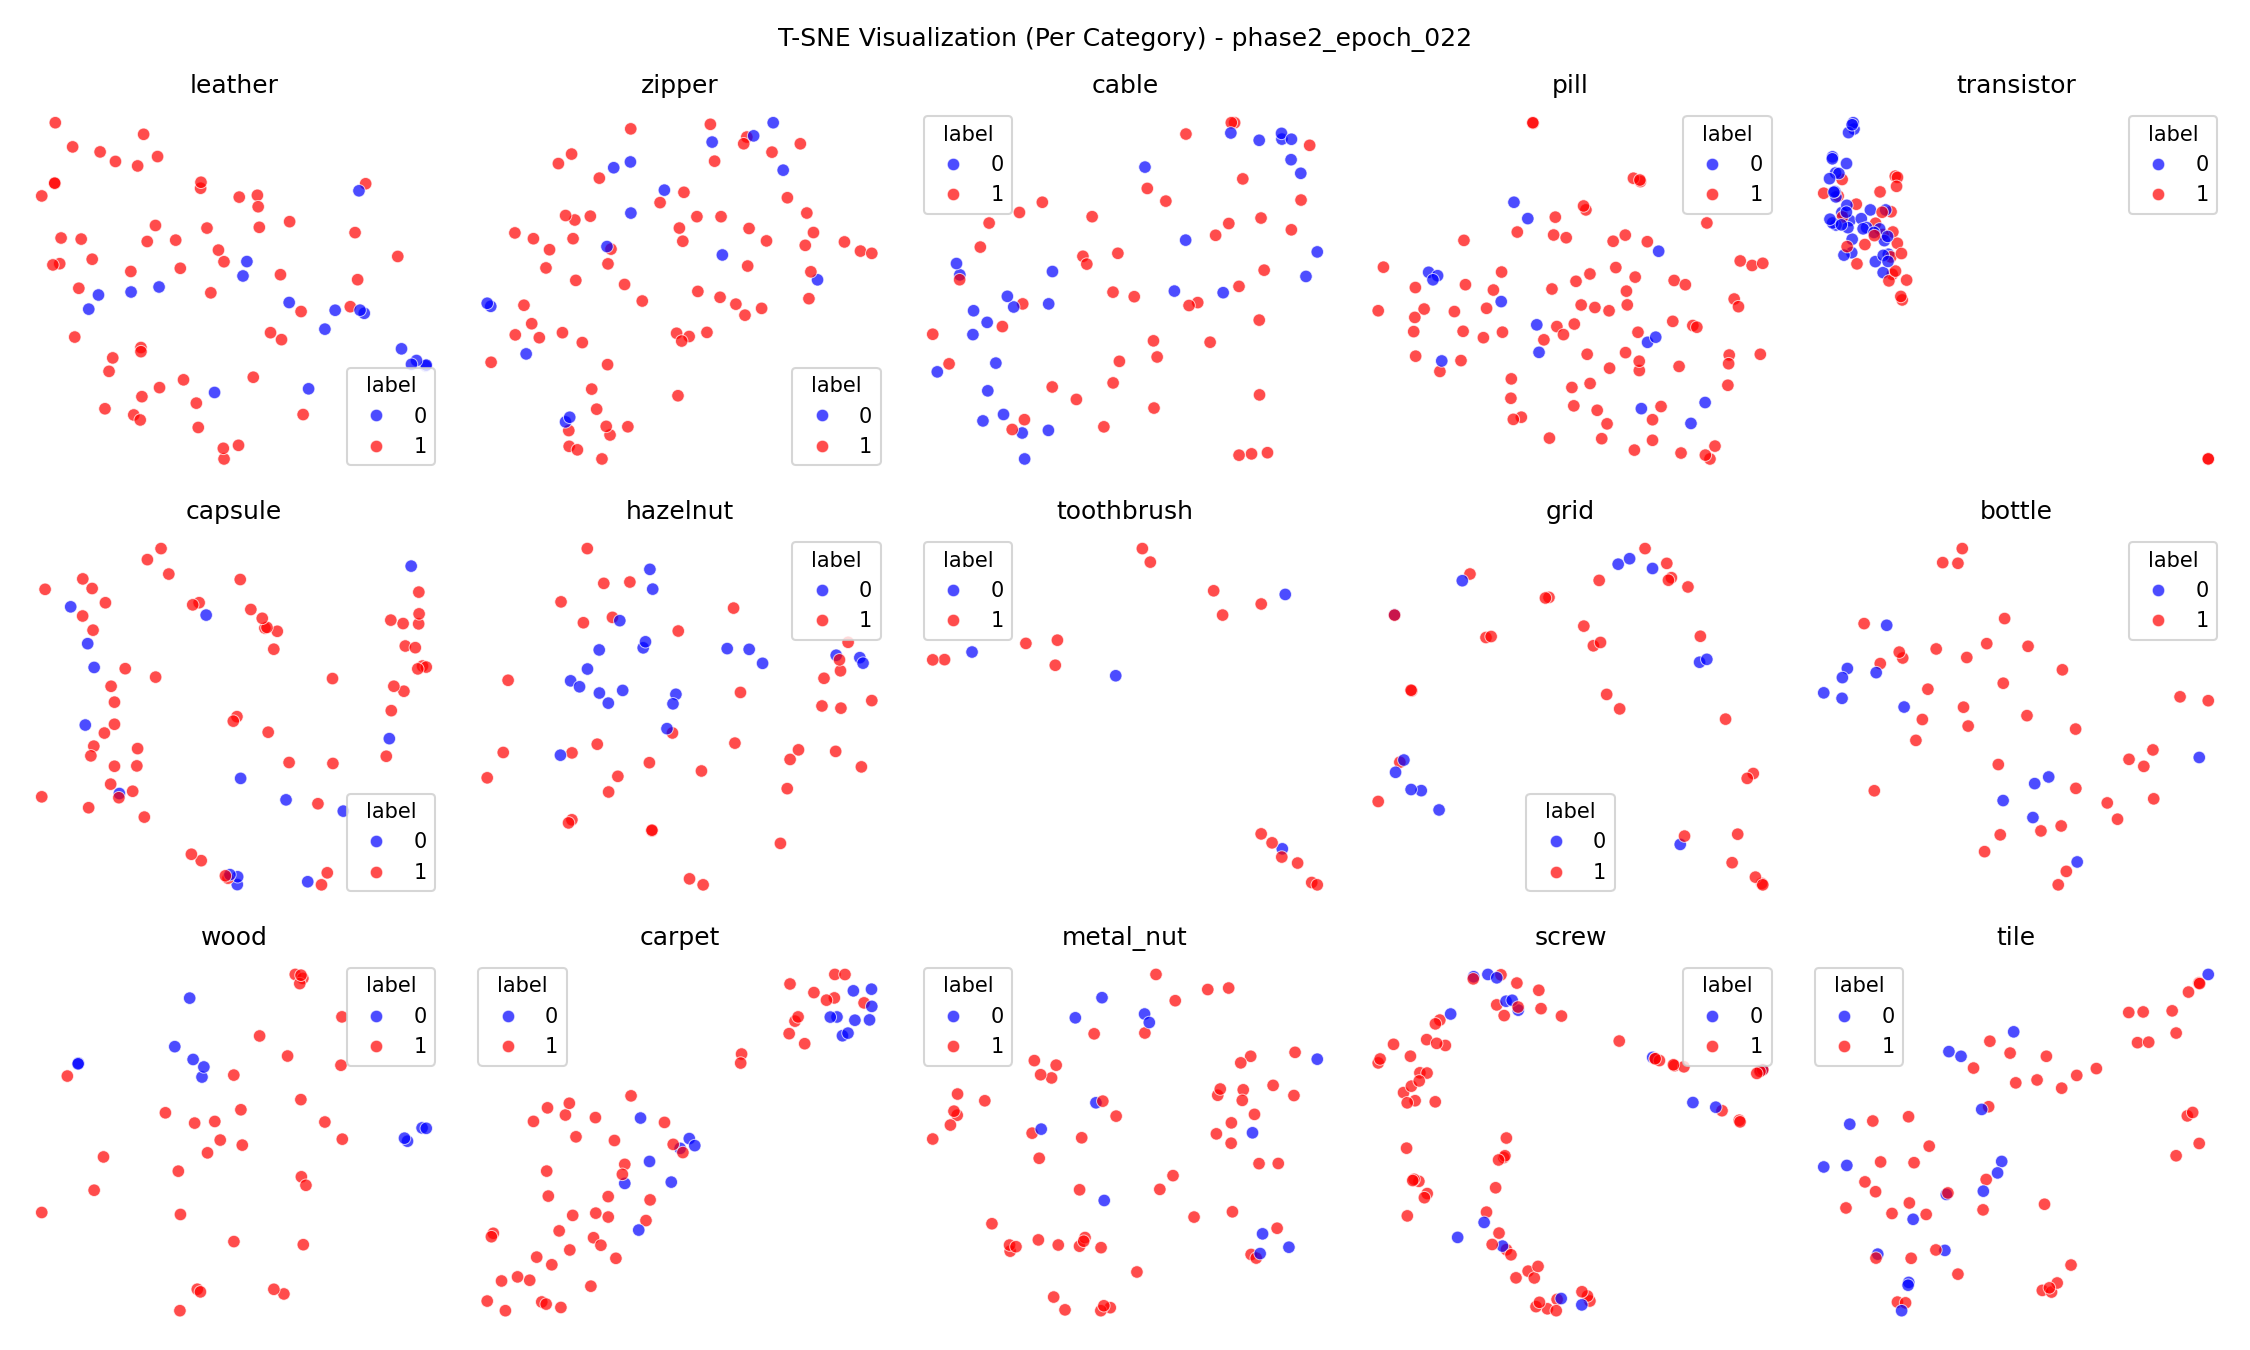 T-SNE Visualization (Per Category) - phase2_epoch_022
leather
zipper
cable
pill
transistor
label
0
1
label
0
1
label
0
1
label
0
1
label
0
1
capsule
hazelnut
toothbrush
grid
bottle
label
0
1
label
0
1
label
0
1
label
0
1
label
0
1
wood
carpet
metal_nut
screw
tile
label
0
1
label
0
1
label
0
1
label
0
1
label
0
1